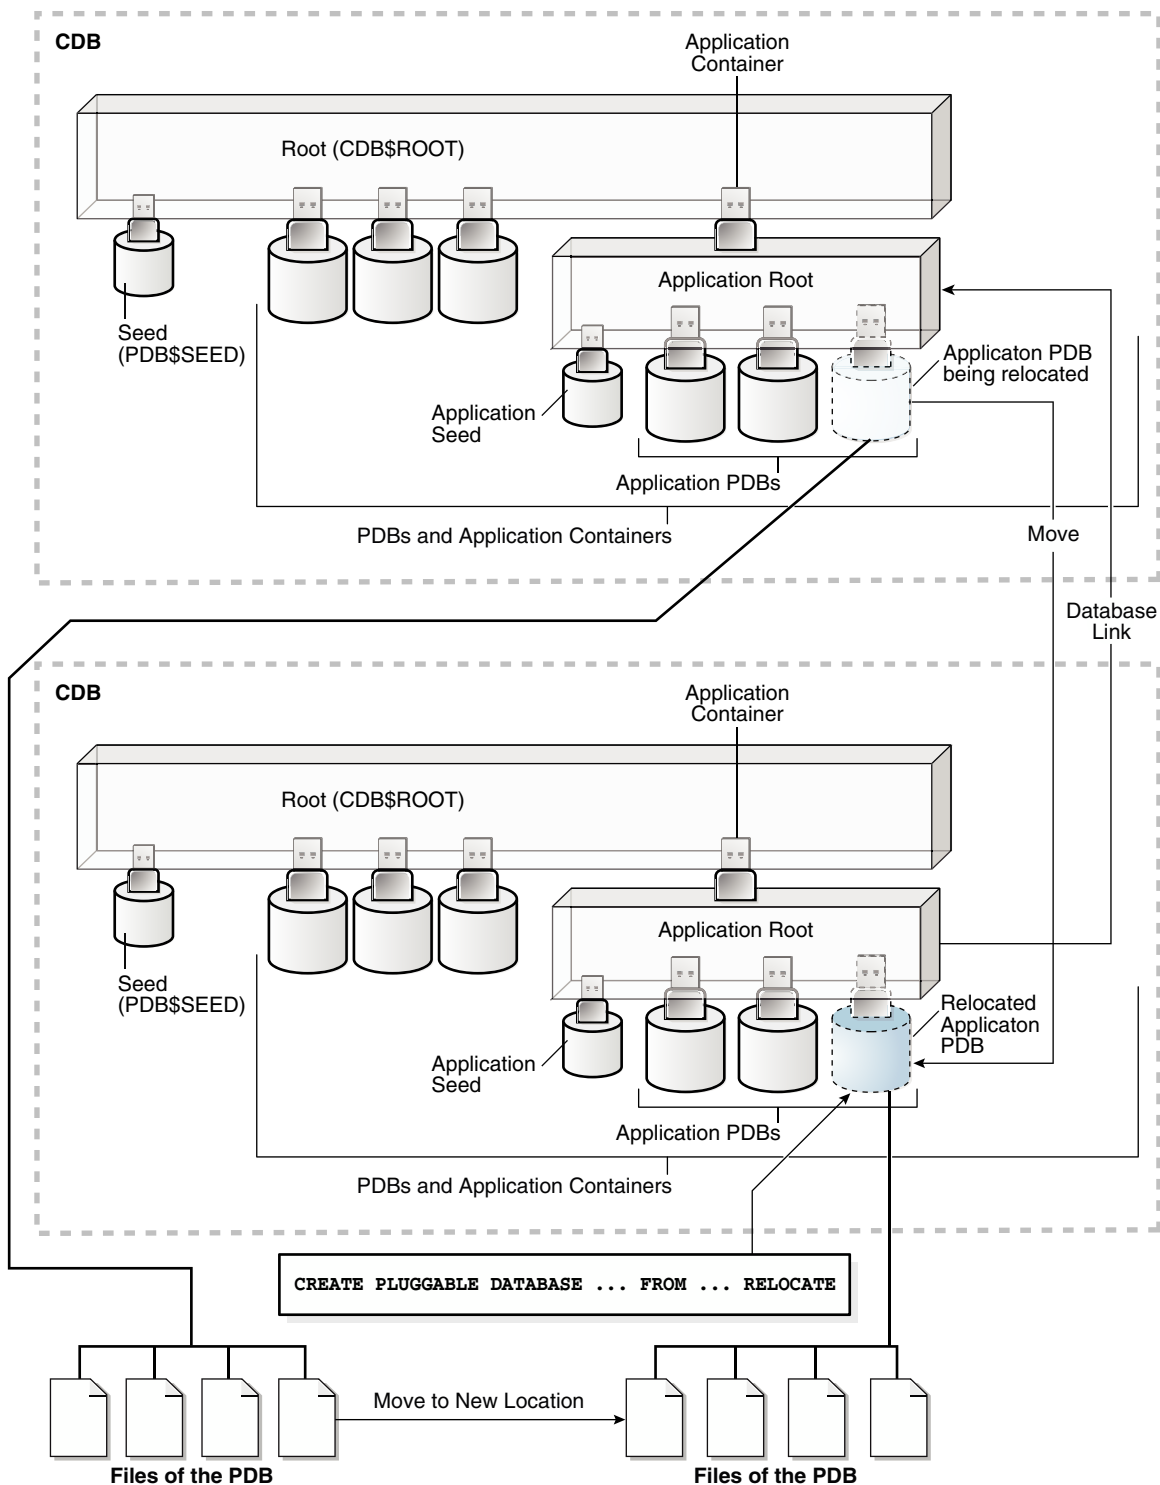 CDB
Application
Container
Root (CDB$ROOT)
Application Root
Seed
(PDB$SEED)
Applicaton PDB
being relocated
Application
Seed
Application PDBs
PDBs and Application Containers
Move
Database
Link
CDB
Application
Container
Root (CDB$ROOT)
Application Root
Seed
(PDB$SEED)
Relocated
Applicaton
PDB
Application
Seed
Application PDBs
PDBs and Application Containers
CREATE PLUGGABLE DATABASE ... FROM ... RELOCATE
Move to New Location
Files of the PDB
Files of the PDB